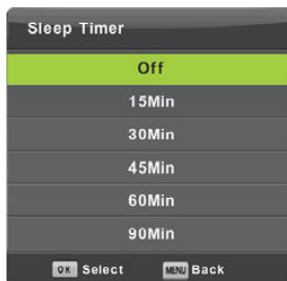 Sleep Timer
Off
15Min
30Min
45Min
60Min
90Min
OK Select MENU Back